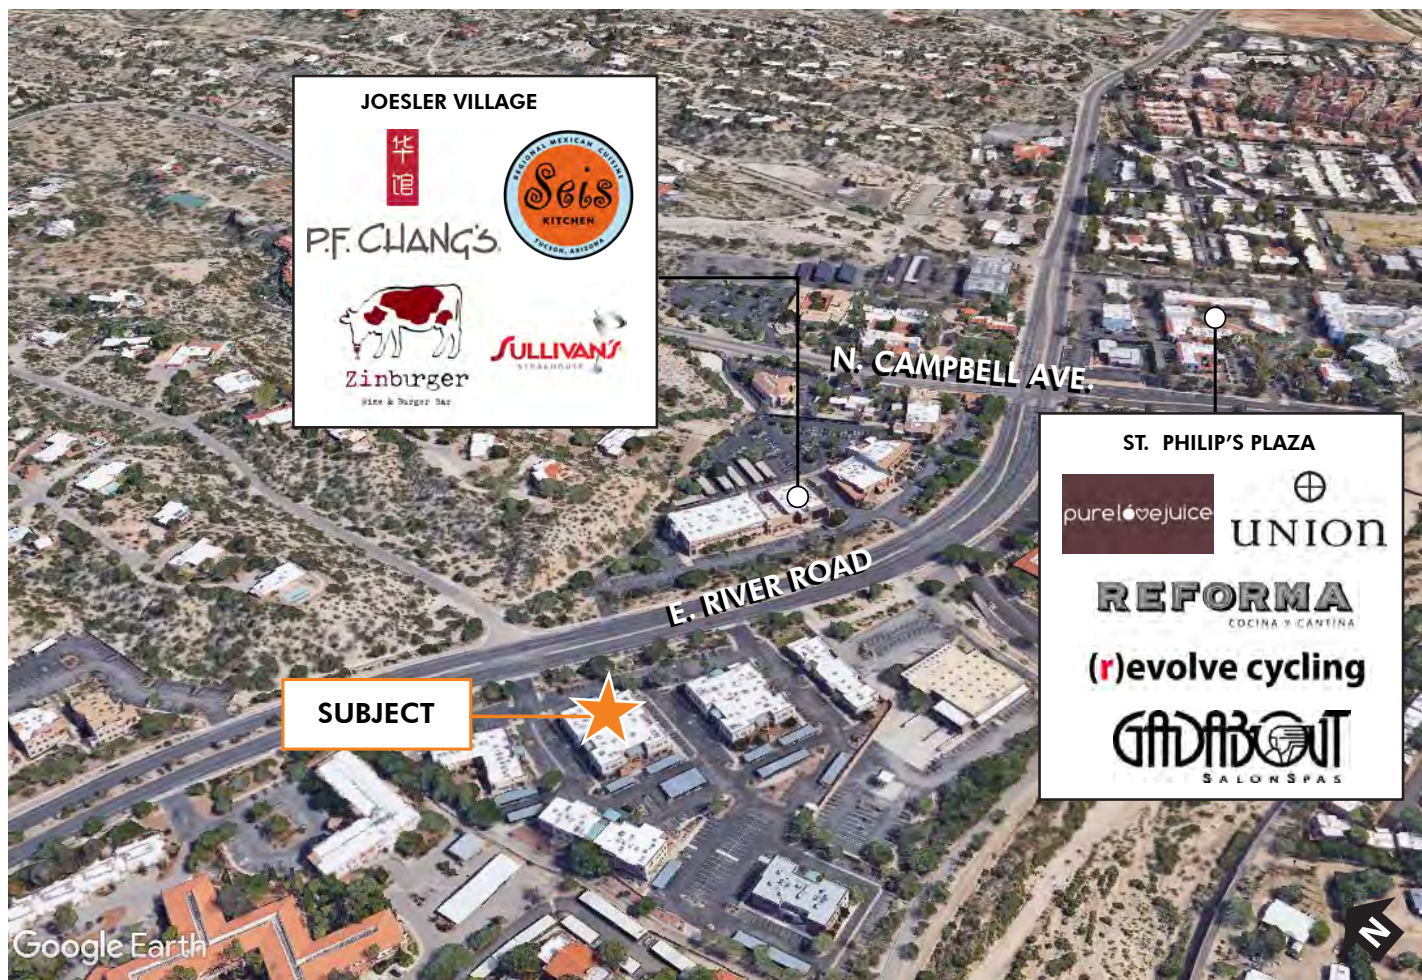 JOESLER VILLAGE
华
馆
P.F. CHANG'S
REGIONAL MEXICAN CUISINE
Seis
KITCHEN
TUCSON, ARIZONA
Zinburger
Wine & Burger Bar
SULLIVAN'S
STEAKHOUSE
N. CAMPBELL AVE.
E. RIVER ROAD
SUBJECT
ST. PHILIP'S PLAZA
purelóvejuice
UNION
REFORMA
COCINA Y CANTINA
(r)evolve cycling
GADABOUT
SALONSPAS
Google Earth
N